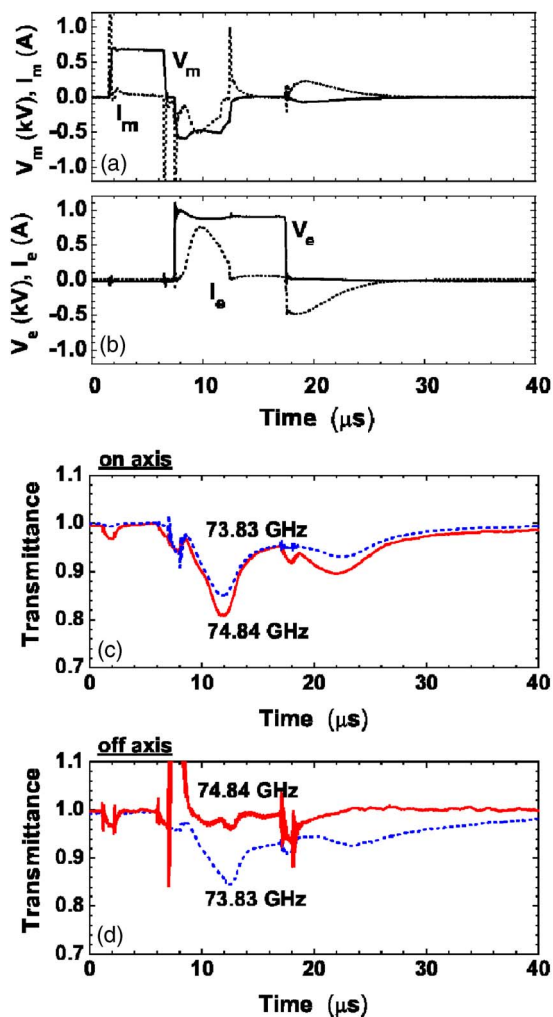 1.0
0.5
0.0
-0.5
-1.0
V_m (kV), I_m (A)
V_m
I_m
(a)
1.0
0.5
0.0
-0.5
-1.0
V_e (kV), I_e (A)
V_e
I_e
(b)
0 10 20 30 40
Time (μs)
on axis
1.1
1.0
0.9
0.8
0.7
Transmittance
73.83 GHz
74.84 GHz
(c)
0 10 20 30 40
Time (μs)
off axis
1.1
1.0
0.9
0.8
0.7
Transmittance
74.84 GHz
73.83 GHz
(d)
0 10 20 30 40
Time (μs)